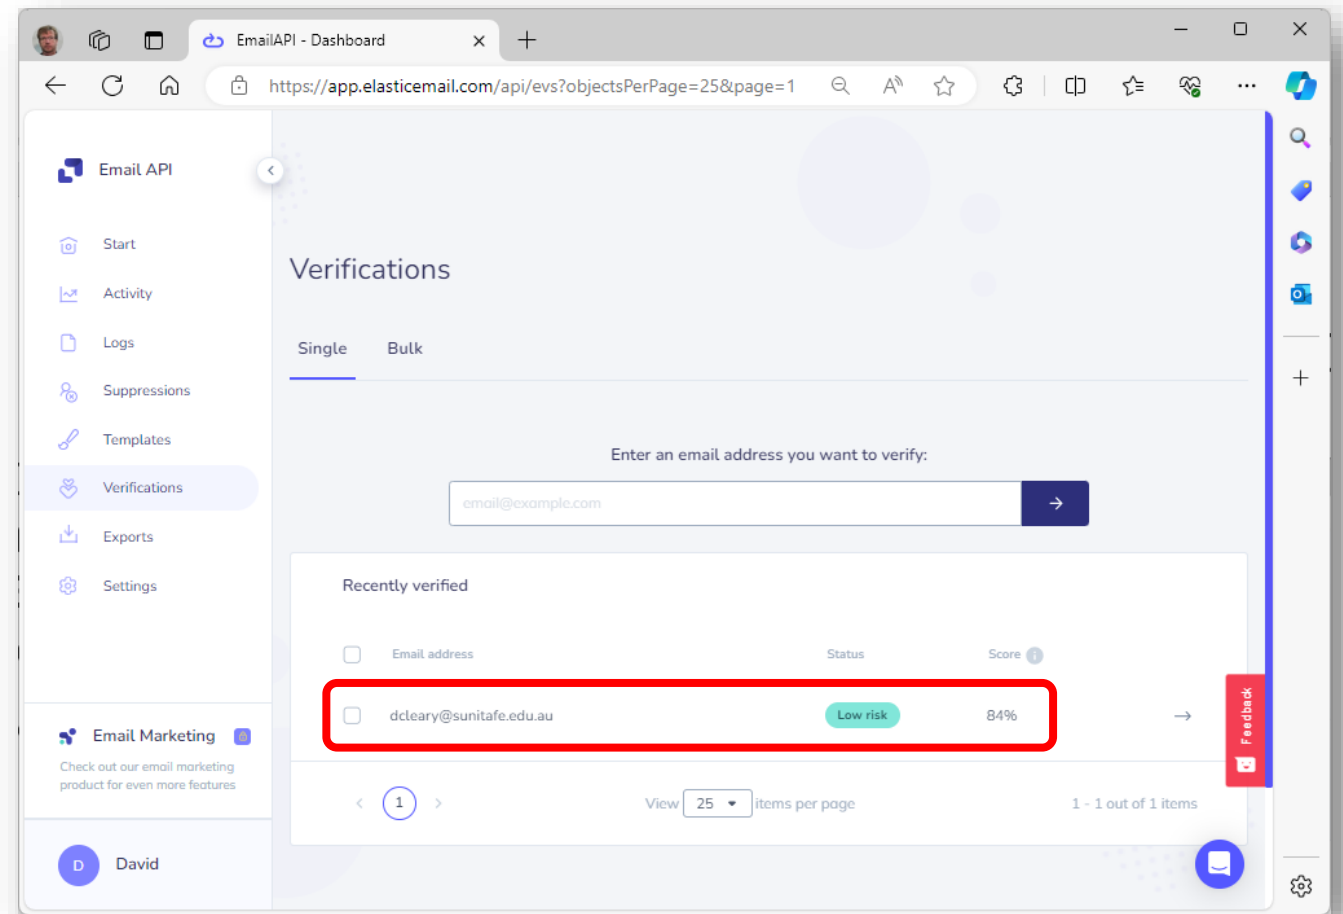 EmailAPI - Dashboard
https://app.elasticemail.com/api/evs?objectsPerPage=25&page=1
Email API
Start
Activity
Logs
Suppressions
Templates
Verifications
Exports
Settings
Email Marketing
Check out our email marketing
product for even more features
D
David
Verifications
Single Bulk
Enter an email address you want to verify:
email@example.com
Recently verified
Email address Status Score
dcleary@sunitafe.edu.au Low risk 84%
1 View 25 items per page 1 - 1 out of 1 items
Feedback